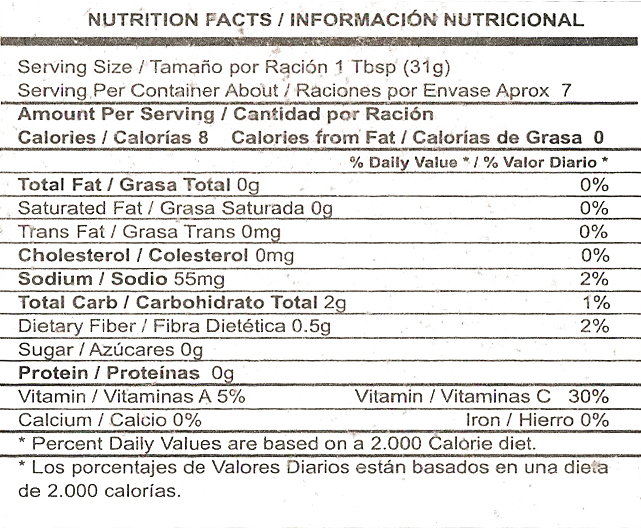 NUTRITION FACTS / INFORMACIÓN NUTRICIONAL
Serving Size / Tamaño por Ración 1 Tbsp (31g)
Serving Per Container About / Raciones por Envase Aprox 7
Amount Per Serving / Cantidad por Ración
Calories / Calorías 8 Calories from Fat / Calorías de Grasa 0
% Daily Value * / % Valor Diario *
Total Fat / Grasa Total 0g 0%
Saturated Fat / Grasa Saturada 0g 0%
Trans Fat / Grasa Trans 0mg 0%
Cholesterol / Colesterol 0mg 0%
Sodium / Sodio 55mg 2%
Total Carb / Carbohidrato Total 2g 1%
Dietary Fiber / Fibra Dietética 0.5g 2%
Sugar / Azúcares 0g
Protein / Proteínas 0g
Vitamin / Vitaminas A 5% Vitamin / Vitaminas C 30%
Calcium / Calcio 0% Iron / Hierro 0%
* Percent Daily Values are based on a 2.000 Calorie diet.
* Los porcentajes de Valores Diarios están basados en una dieta
de 2.000 calorías.